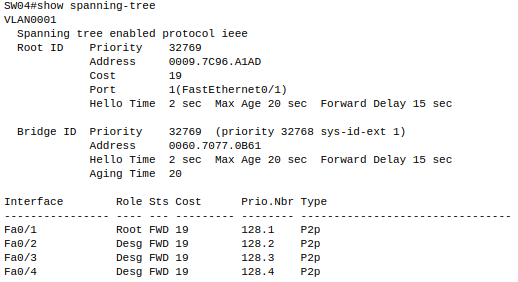 SW04#show spanning-tree
VLAN0001
  Spanning tree enabled protocol ieee
  Root ID    Priority    32769
             Address     0009.7C96.A1AD
             Cost        19
             Port        1(FastEthernet0/1)
             Hello Time  2 sec  Max Age 20 sec  Forward Delay 15 sec

  Bridge ID  Priority    32769  (priority 32768 sys-id-ext 1)
             Address     0060.7077.0B61
             Hello Time  2 sec  Max Age 20 sec  Forward Delay 15 sec
             Aging Time  20

Interface        Role Sts Cost      Prio.Nbr Type
---------------- ---- --- --------- -------- --------------------------------
Fa0/1            Root FWD 19        128.1    P2p
Fa0/2            Desg FWD 19        128.2    P2p
Fa0/3            Desg FWD 19        128.3    P2p
Fa0/4            Desg FWD 19        128.4    P2p